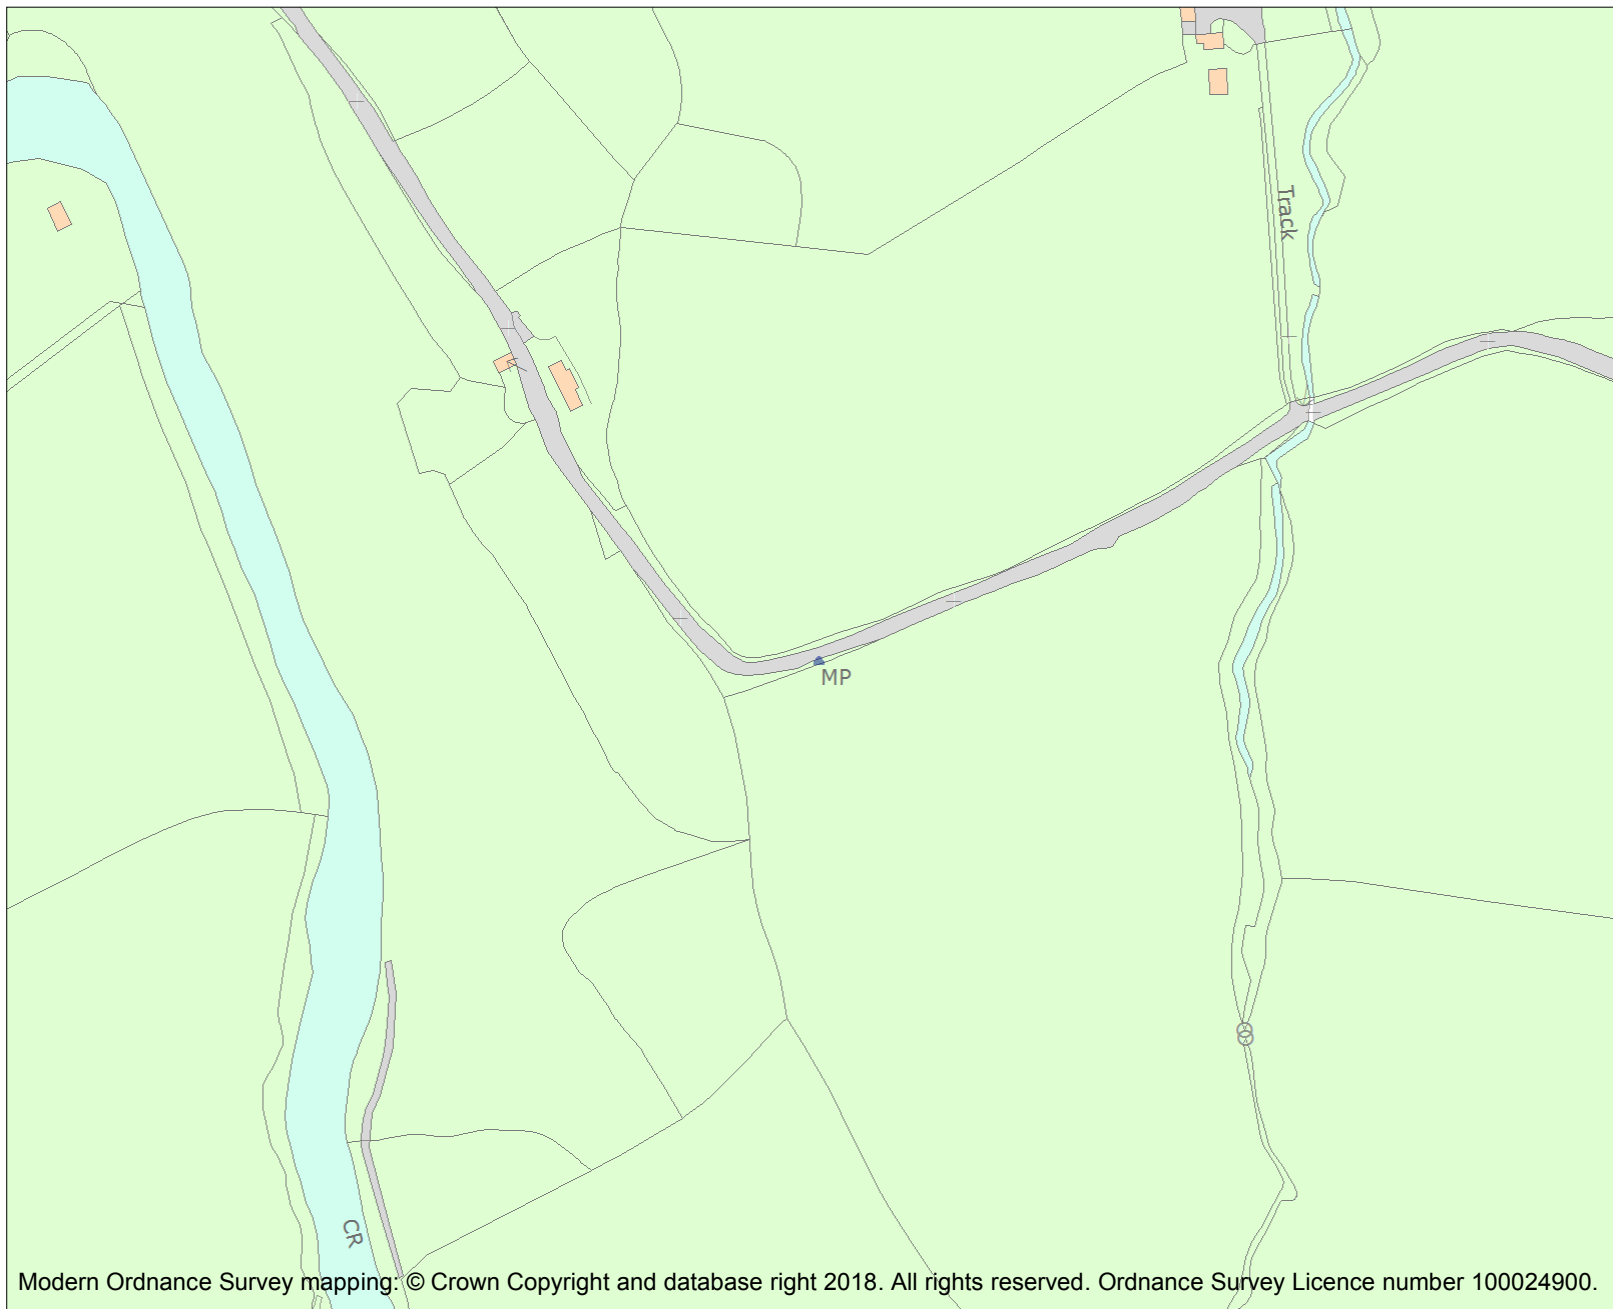 Track
MP
CR
Modern Ordnance Survey mapping: © Crown Copyright and database right 2018. All rights reserved. Ordnance Survey Licence number 100024900.